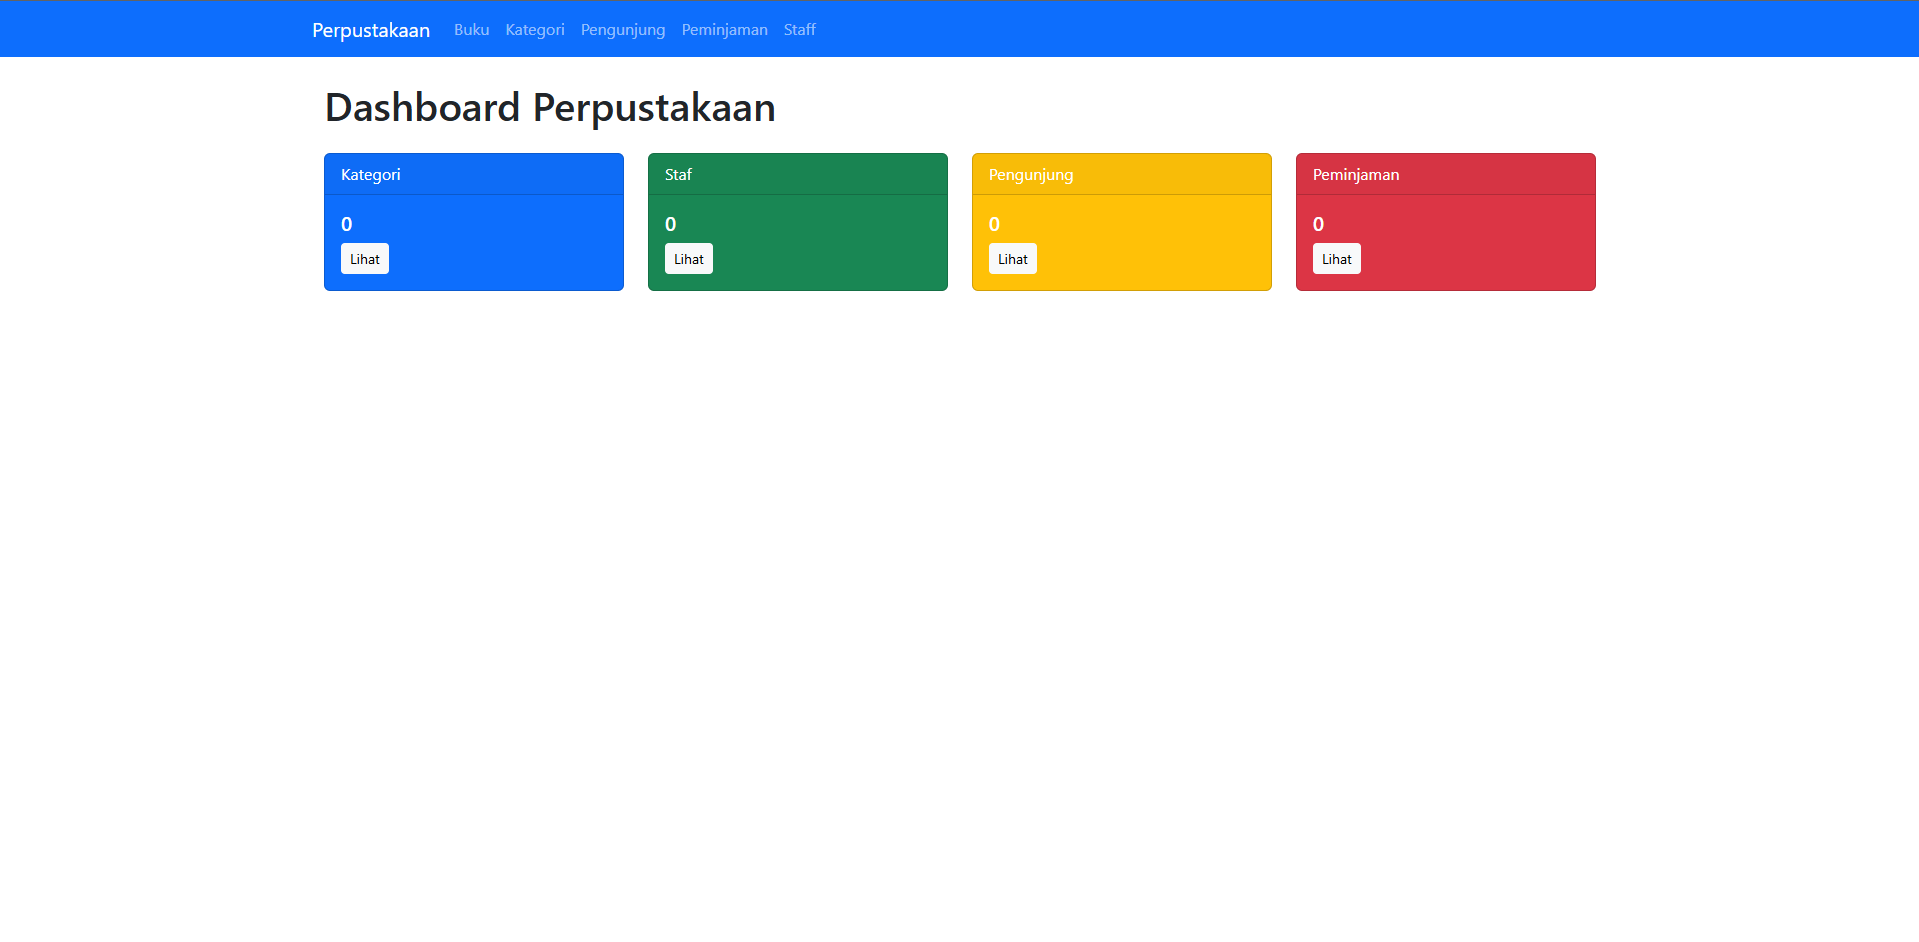 Perpustakaan Buku Kategori Pengunjung Peminjaman Staff
Dashboard Perpustakaan
Kategori
0
Lihat
Staf
0
Lihat
Pengunjung
0
Lihat
Peminjaman
0
Lihat